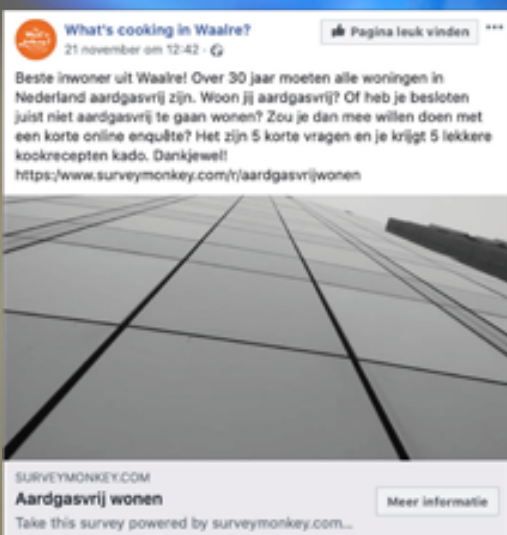 What's cooking in Waalre?
Pagina leuk vinden
21 november om 12:42 ·
Beste inwoner uit Waalre! Over 30 jaar moeten alle woningen in
Nederland aardgasvrij zijn. Woon jij aardgasvrij? Of heb je besloten
juist niet aardgasvrij te gaan wonen? Zou je dan mee willen doen met
een korte online enquête? Het zijn 5 korte vragen en je krijgt 5 lekkere
kookrecepten kado. Dankjewel!
https:/www.surveymonkey.com/r/aardgasvrijwonen
SURVEYMONKEY.COM
Aardgasvrij wonen
Meer informatie
Take this survey powered by surveymonkey.com...